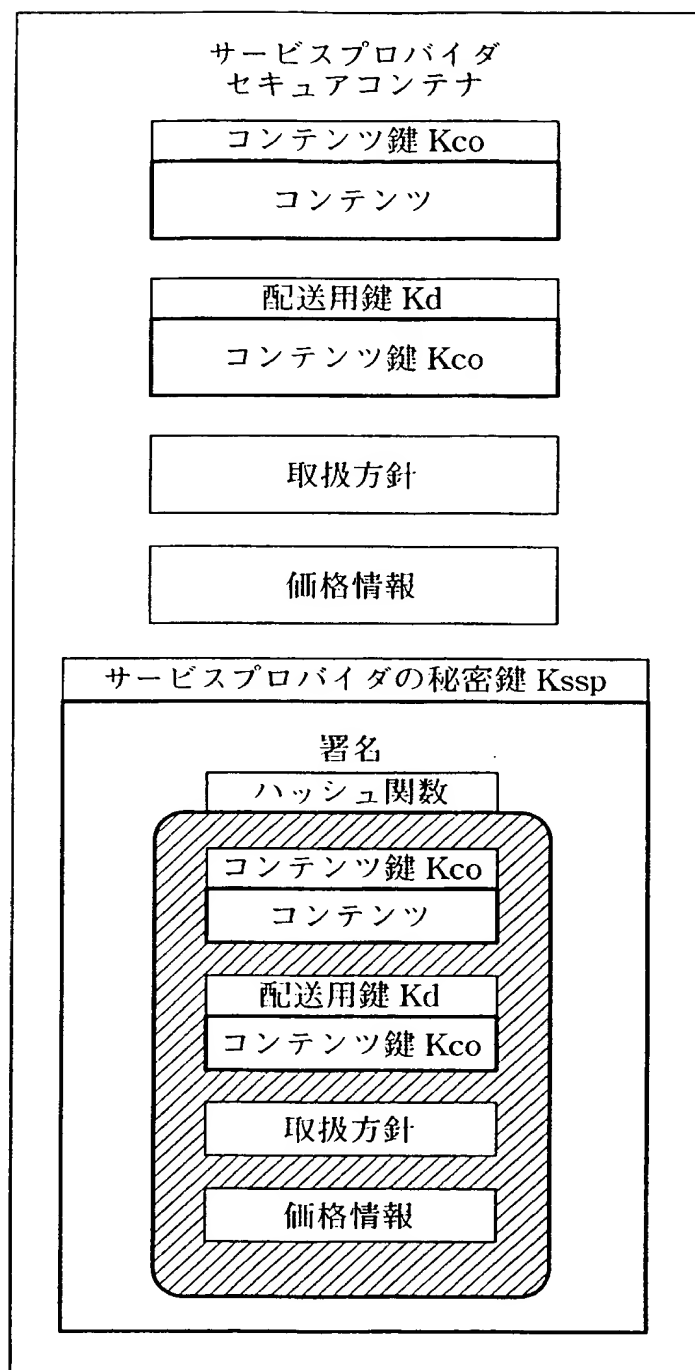 サービスプロバイダ
セキュアコンテナ
コンテンツ鍵 Kco
コンテンツ
配送用鍵 Kd
コンテンツ鍵 Kco
取扱方針
価格情報
サービスプロバイダの秘密鍵 Kssp
署名
ハッシュ関数
コンテンツ鍵 Kco
コンテンツ
配送用鍵 Kd
コンテンツ鍵 Kco
取扱方針
価格情報